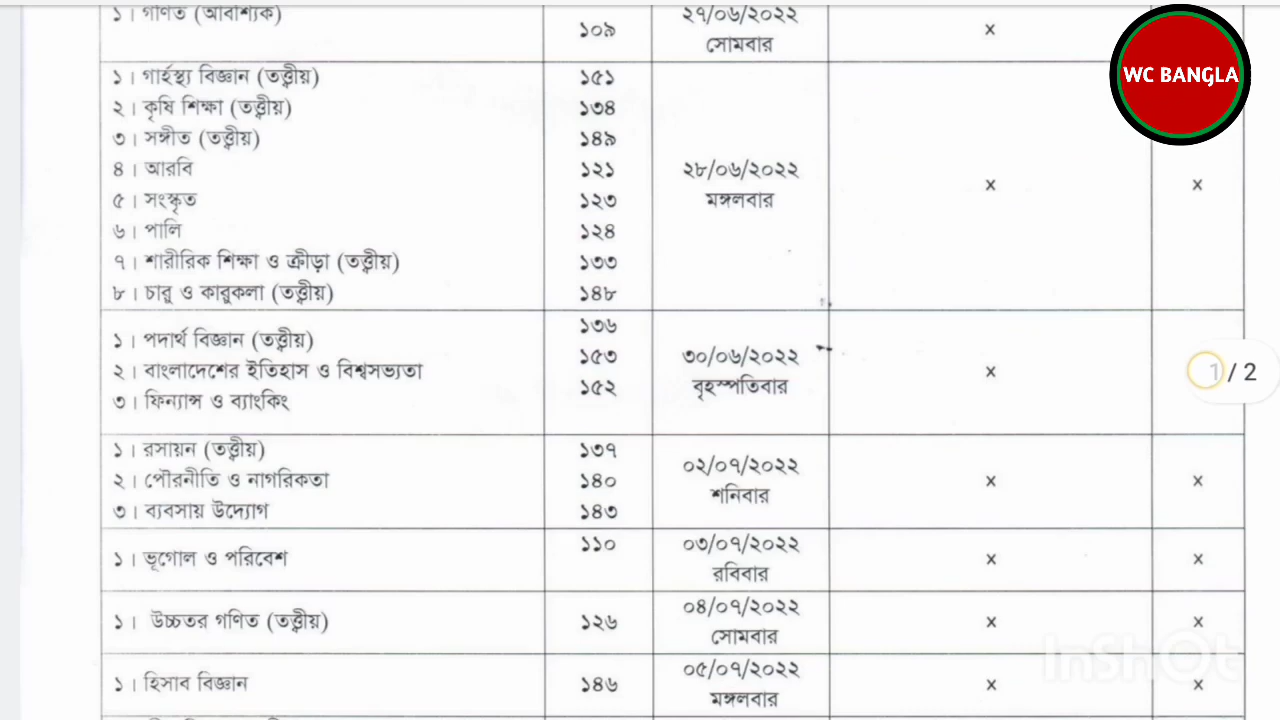 ১। গণিত (আবশ্যিক) ১০৯ ২৭/০৬/২০২২ x
সোমবার
WC BANGLA
১। গার্হস্থ্য বিজ্ঞান (তত্ত্বীয়) ১৫১
২। কৃষি শিক্ষা (তত্ত্বীয়) ১৩৪
৩। সঙ্গীত (তত্ত্বীয়) ১৪৯
৪। আরবি ১২১ ২৮/০৬/২০২২ x x
৫। সংস্কৃত ১২৩ মঙ্গলবার
৬। পালি ১২৪
৭। শারীরিক শিক্ষা ও ক্রীড়া (তত্ত্বীয়) ১৩৩
৮। চারু ও কারুকলা (তত্ত্বীয়) ১৪৮
১। পদার্থ বিজ্ঞান (তত্ত্বীয়) ১৩৬
২। বাংলাদেশের ইতিহাস ও বিশ্বসভ্যতা ১৫৩ ৩০/০৬/২০২২ x 1 / 2
৩। ফিন্যান্স ও ব্যাংকিং ১৫২ বৃহস্পতিবার
১। রসায়ন (তত্ত্বীয়) ১৩৭ ০২/০৭/২০২২
২। পৌরনীতি ও নাগরিকতা ১৪০ শনিবার x x
৩। ব্যবসায় উদ্যোগ ১৪৩
১। ভূগোল ও পরিবেশ ১১০ ০৩/০৭/২০২২ x x
রবিবার
১। উচ্চতর গণিত (তত্ত্বীয়) ১২৬ ০৪/০৭/২০২২ x x
সোমবার
InShOt
১। হিসাব বিজ্ঞান ১৪৬ ০৫/০৭/২০২২ x x
মঙ্গলবার